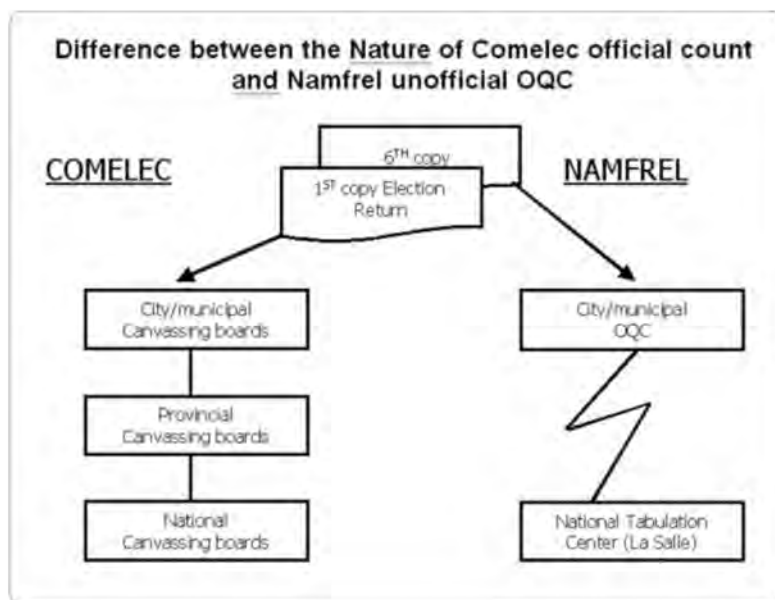 Difference between the Nature of Comelec official count
and Namfrel unofficial OQC
COMELEC
NAMFREL
6TH copy
1ST copy Election
Return
City/municipal
Canvassing boards
City/municipal
OQC
Provincial
Canvassing boards
National
Canvassing boards
National Tabulation
Center (La Salle)